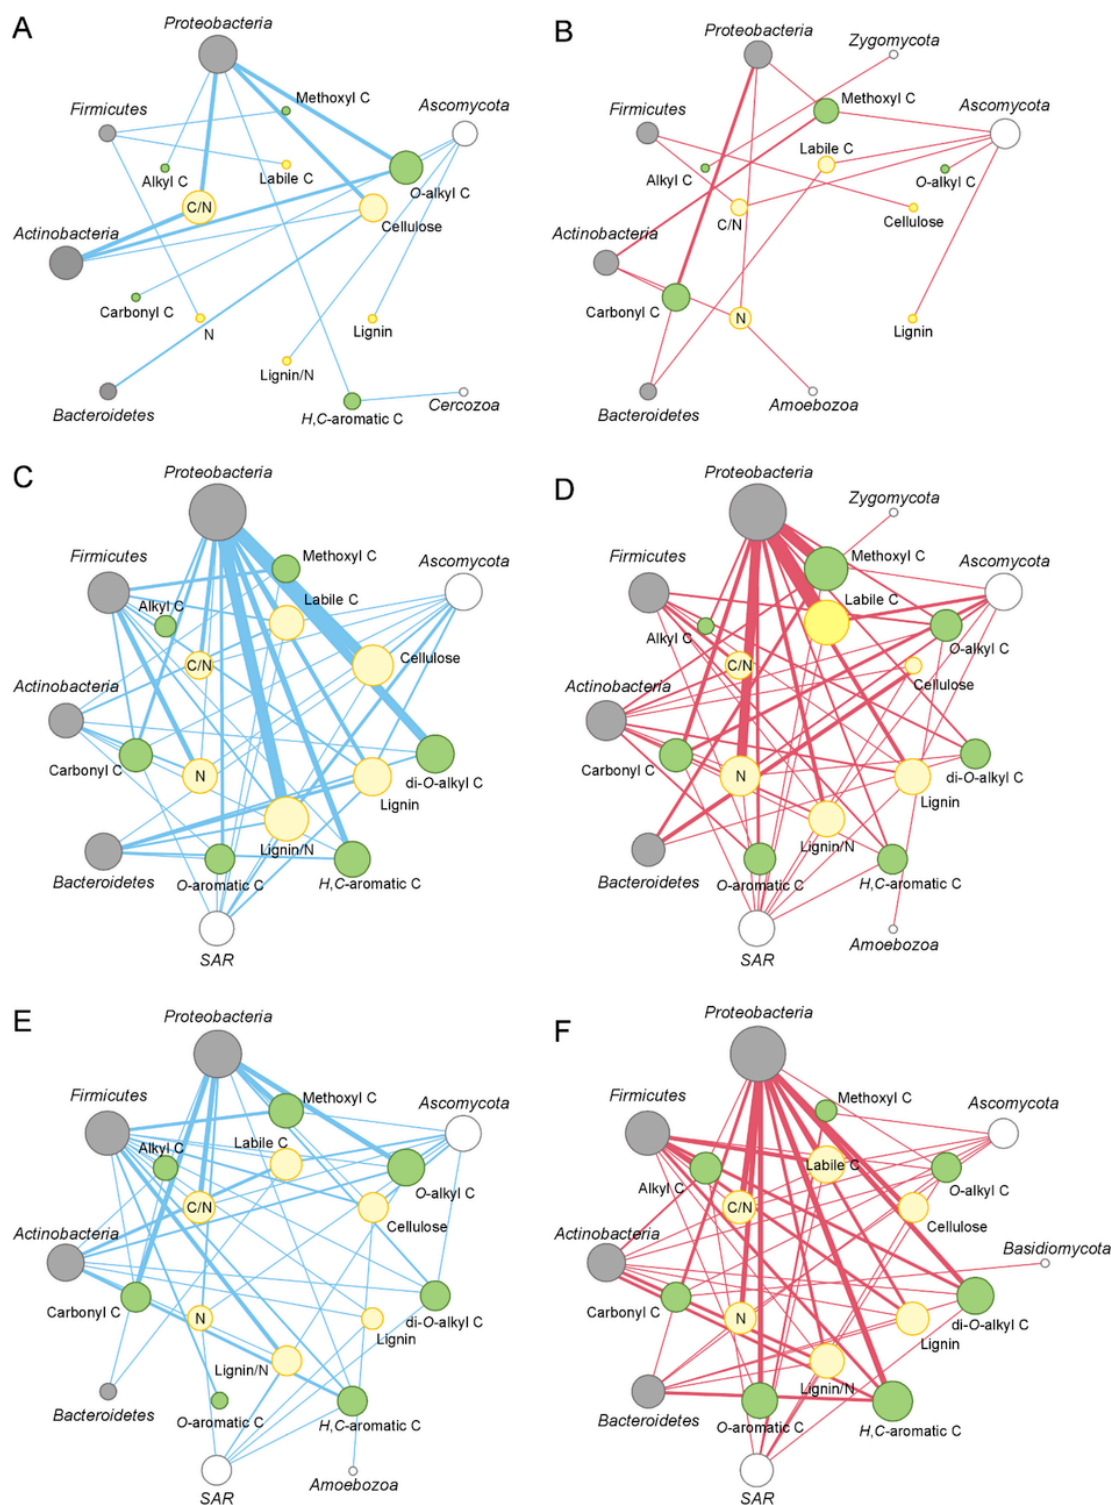 A
Proteobacteria
Firmicutes
Methoxyl C
Ascomycota
Alkyl C
Labile C
O-alkyl C
C/N
Cellulose
Actinobacteria
Carbonyl C
N
Lignin
Lignin/N
Bacteroidetes
H,C-aromatic C
Cercozoa
B
Proteobacteria
Zygomycota
Firmicutes
Methoxyl C
Ascomycota
Labile C
Alkyl C
O-alkyl C
C/N
Cellulose
Actinobacteria
Carbonyl C
N
Lignin
Bacteroidetes
Amoebozoa
C
Proteobacteria
Firmicutes
Methoxyl C
Ascomycota
Alkyl C
Labile C
C/N
Cellulose
Actinobacteria
Carbonyl C
N
di-O-alkyl C
Lignin
Lignin/N
Bacteroidetes
O-aromatic C
H,C-aromatic C
SAR
D
Proteobacteria
Zygomycota
Firmicutes
Methoxyl C
Ascomycota
Labile C
Alkyl C
O-alkyl C
C/N
Cellulose
Actinobacteria
Carbonyl C
N
di-O-alkyl C
Lignin
Lignin/N
Bacteroidetes
O-aromatic C
H,C-aromatic C
SAR
Amoebozoa
E
Proteobacteria
Firmicutes
Methoxyl C
Ascomycota
Alkyl C
Labile C
O-alkyl C
C/N
Cellulose
Actinobacteria
Carbonyl C
N
di-O-alkyl C
Lignin
Lignin/N
Bacteroidetes
O-aromatic C
H,C-aromatic C
SAR
Amoebozoa
F
Proteobacteria
Firmicutes
Methoxyl C
Ascomycota
Labile C
Alkyl C
O-alkyl C
C/N
Cellulose
Actinobacteria
Basidiomycota
Carbonyl C
N
di-O-alkyl C
Lignin
Lignin/N
Bacteroidetes
O-aromatic C
H,C-aromatic C
SAR